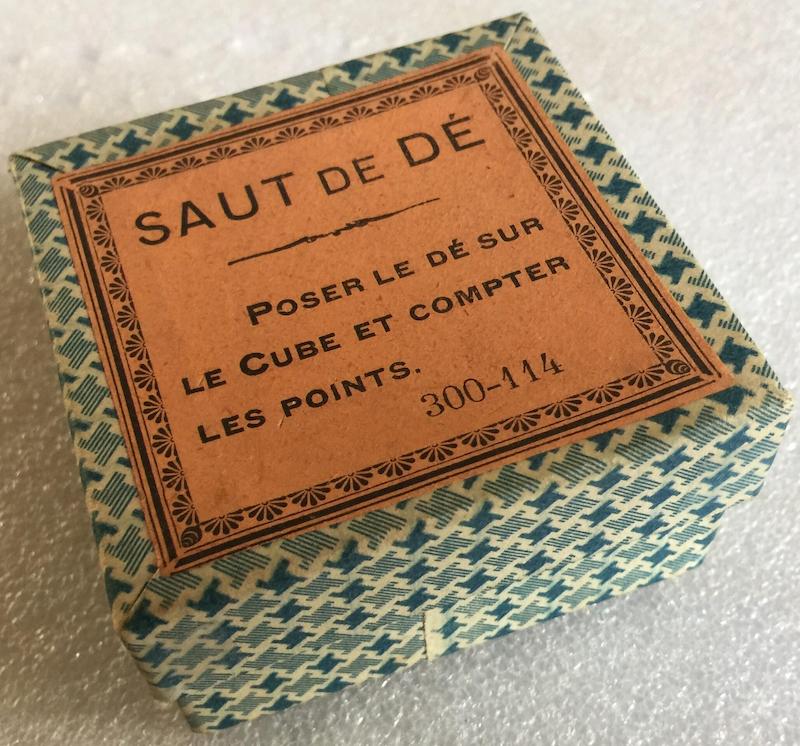 SAUT DE DÉ
POSER LE DÉ SUR
LE CUBE ET COMPTER
LES POINTS.
300-114